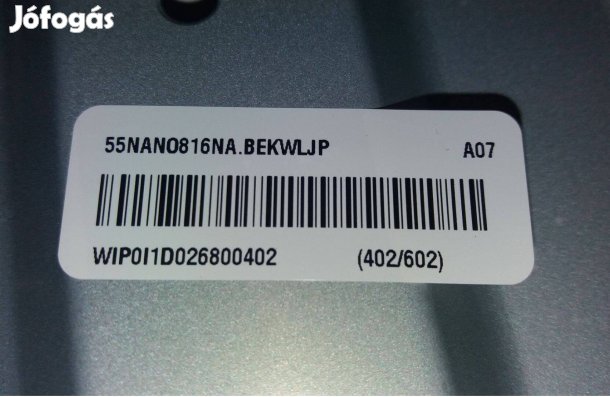 Jófogás
55NANO816NA.BEKWLJP A07
WIP0I1D026800402 (402/602)